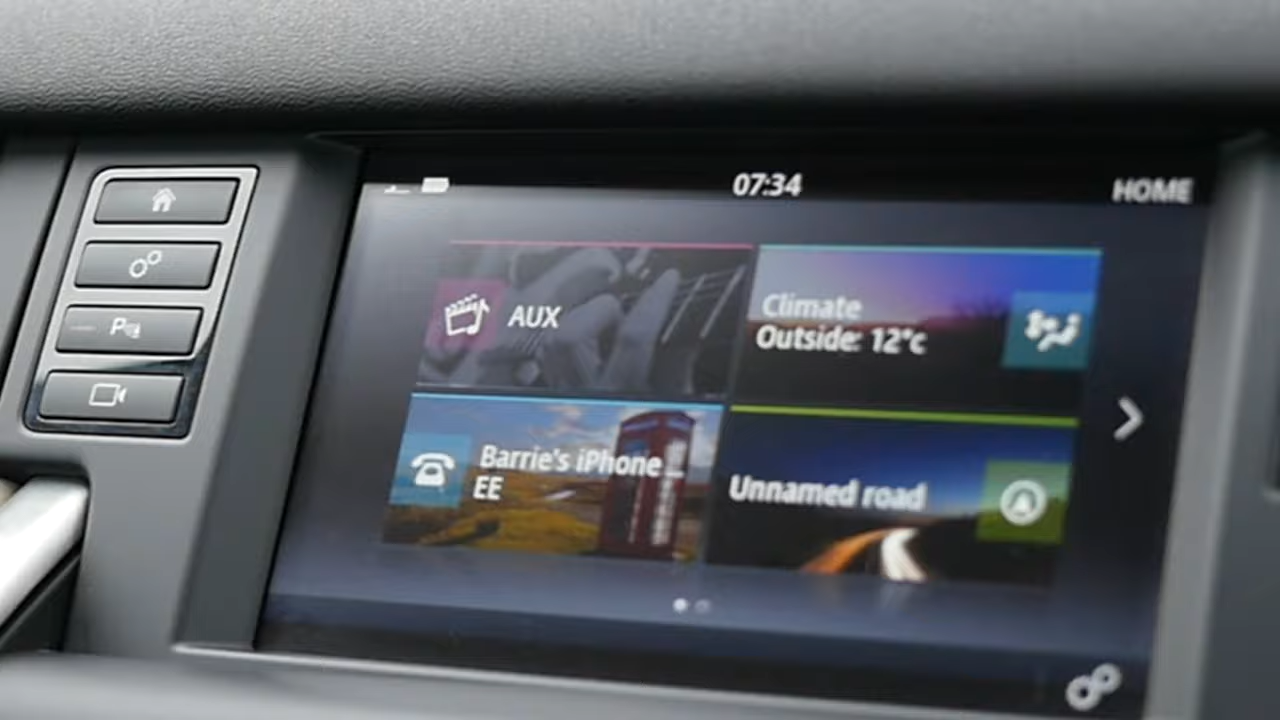 07:34
HOME
AUX
Climate
Outside: 12°c
Barrie's iPhone ...
EE
Unnamed road
P